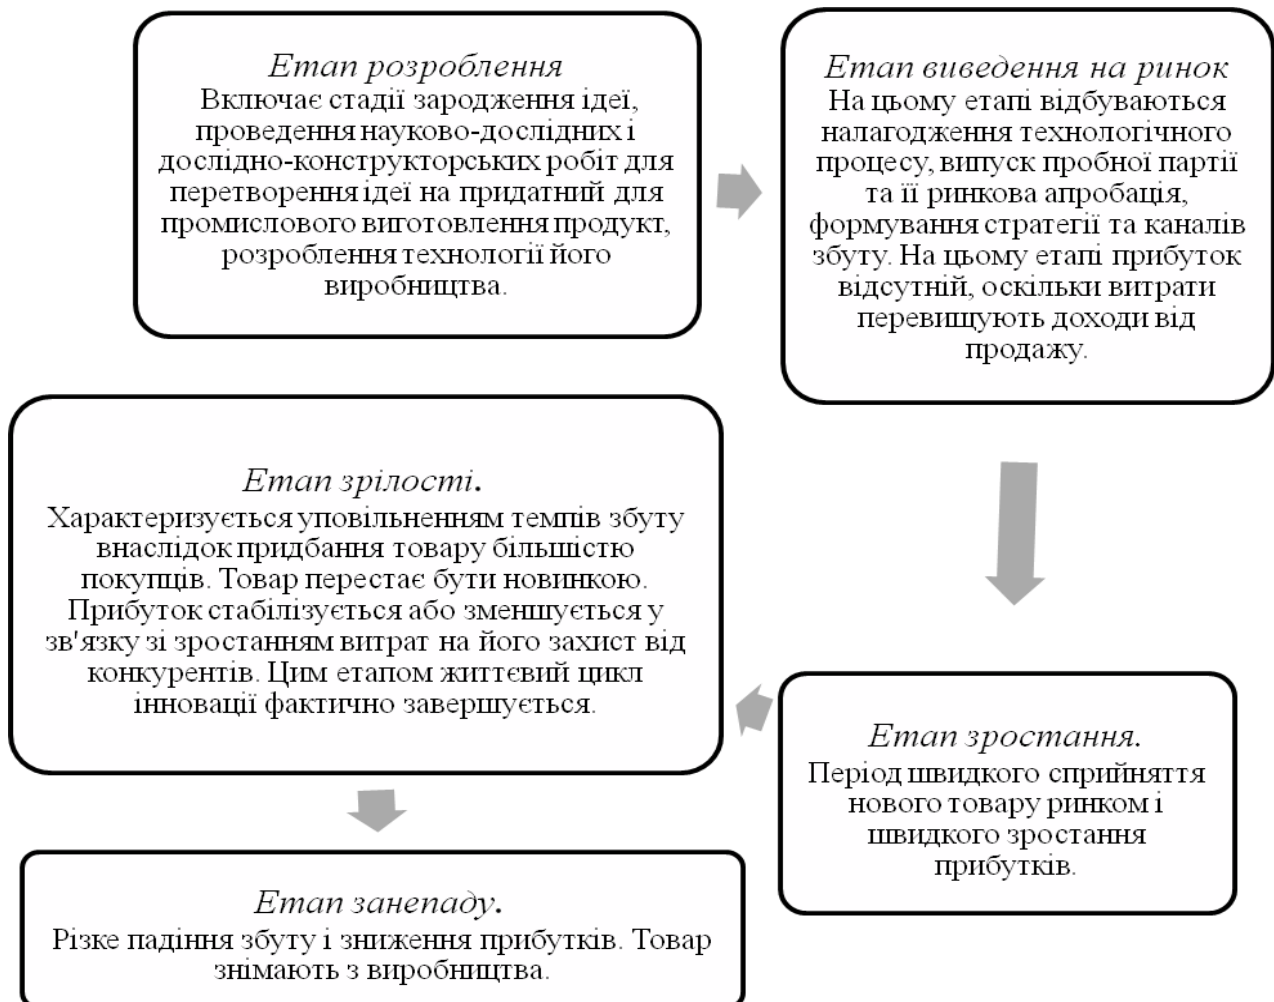 Етап розроблення
Включає стадії зародження ідеї,
проведення науково-дослідних і
дослідно-конструкторських робіт для
перетворення ідеї на придатний для
промислового виготовлення продукт,
розроблення технології його
виробництва.
Етап виведення на ринок
На цьому етапі відбуваються
налагодження технологічного
процесу, випуск пробної партії
та її ринкова апробація,
формування стратегії та каналів
збуту. На цьому етапі прибуток
відсутній, оскільки витрати
перевищують доходи від
продажу.
Етап зростання.
Період швидкого сприйняття
нового товару ринком і
швидкого зростання
прибутків.
Етап зрілості.
Характеризується уповільненням темпів збуту
внаслідок придбання товару більшістю
покупців. Товар перестає бути новинкою.
Прибуток стабілізується або зменшується у
зв'язку зі зростанням витрат на його захист від
конкурентів. Цим етапом життєвий цикл
інновації фактично завершується.
Етап занепаду.
Різке падіння збуту і зниження прибутків. Товар
знімають з виробництва.